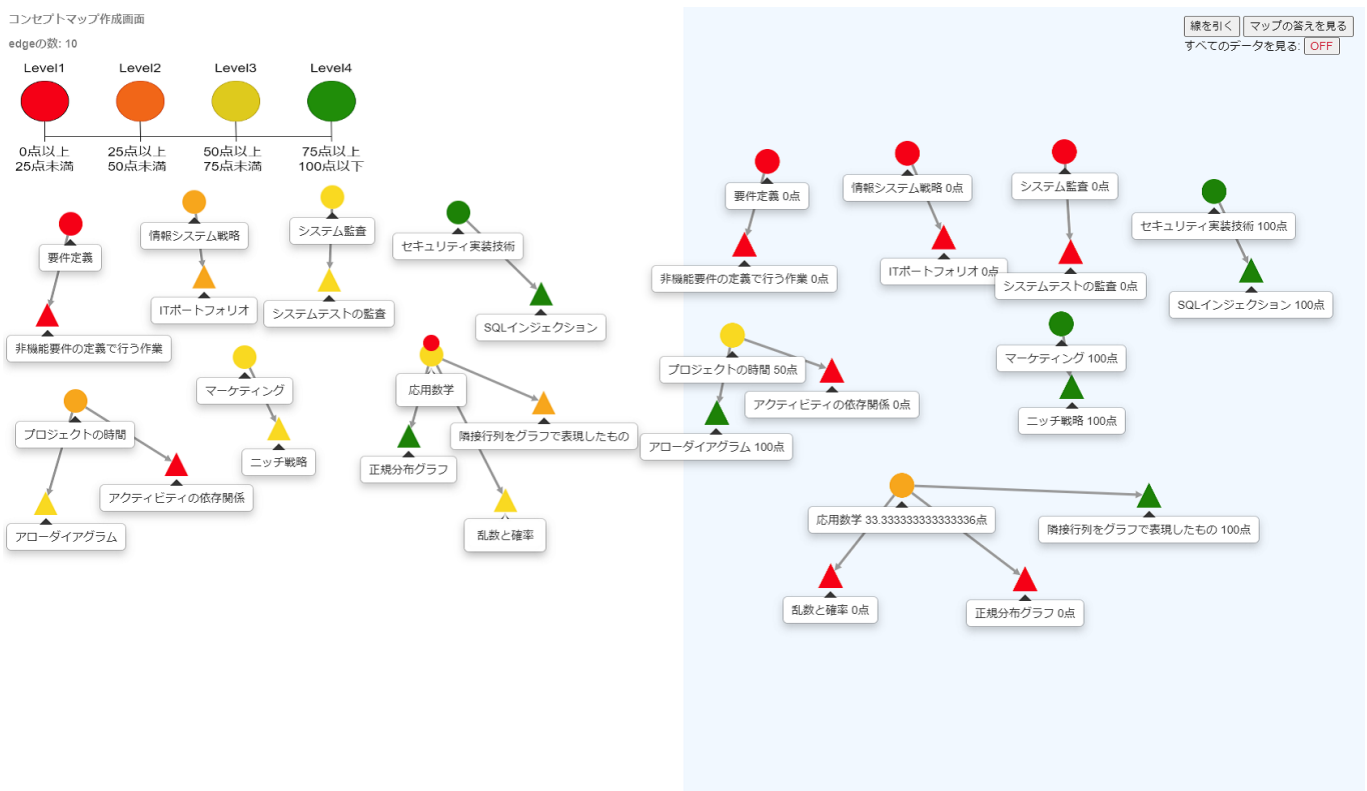 コンセプトマップ作成画面
edgeの数: 10
Level1
Level2
Level3
Level4
0点以上
25点未満
25点以上
50点未満
50点以上
75点未満
75点以上
100点以下
要件定義
情報システム戦略
システム監査
セキュリティ実装技術
非機能要件の定義で行う作業
ITポートフォリオ
システムテストの監査
SQLインジェクション
プロジェクトの時間
マーケティング
応用数学
ニッチ戦略
正規分布グラフ
隣接行列をグラフで表現したもの
アローダイアグラム
アクティビティの依存関係
乱数と確率
線を引く
マップの答えを見る
すべてのデータを見る: OFF
要件定義 0点
情報システム戦略 0点
システム監査 0点
セキュリティ実装技術 100点
非機能要件の定義で行う作業 0点
ITポートフォリオ 0点
システムテストの監査 0点
SQLインジェクション 100点
プロジェクトの時間 50点
マーケティング 100点
アクティビティの依存関係 0点
ニッチ戦略 100点
アローダイアグラム 100点
応用数学 33.333333333333336点
隣接行列をグラフで表現したもの 100点
乱数と確率 0点
正規分布グラフ 0点